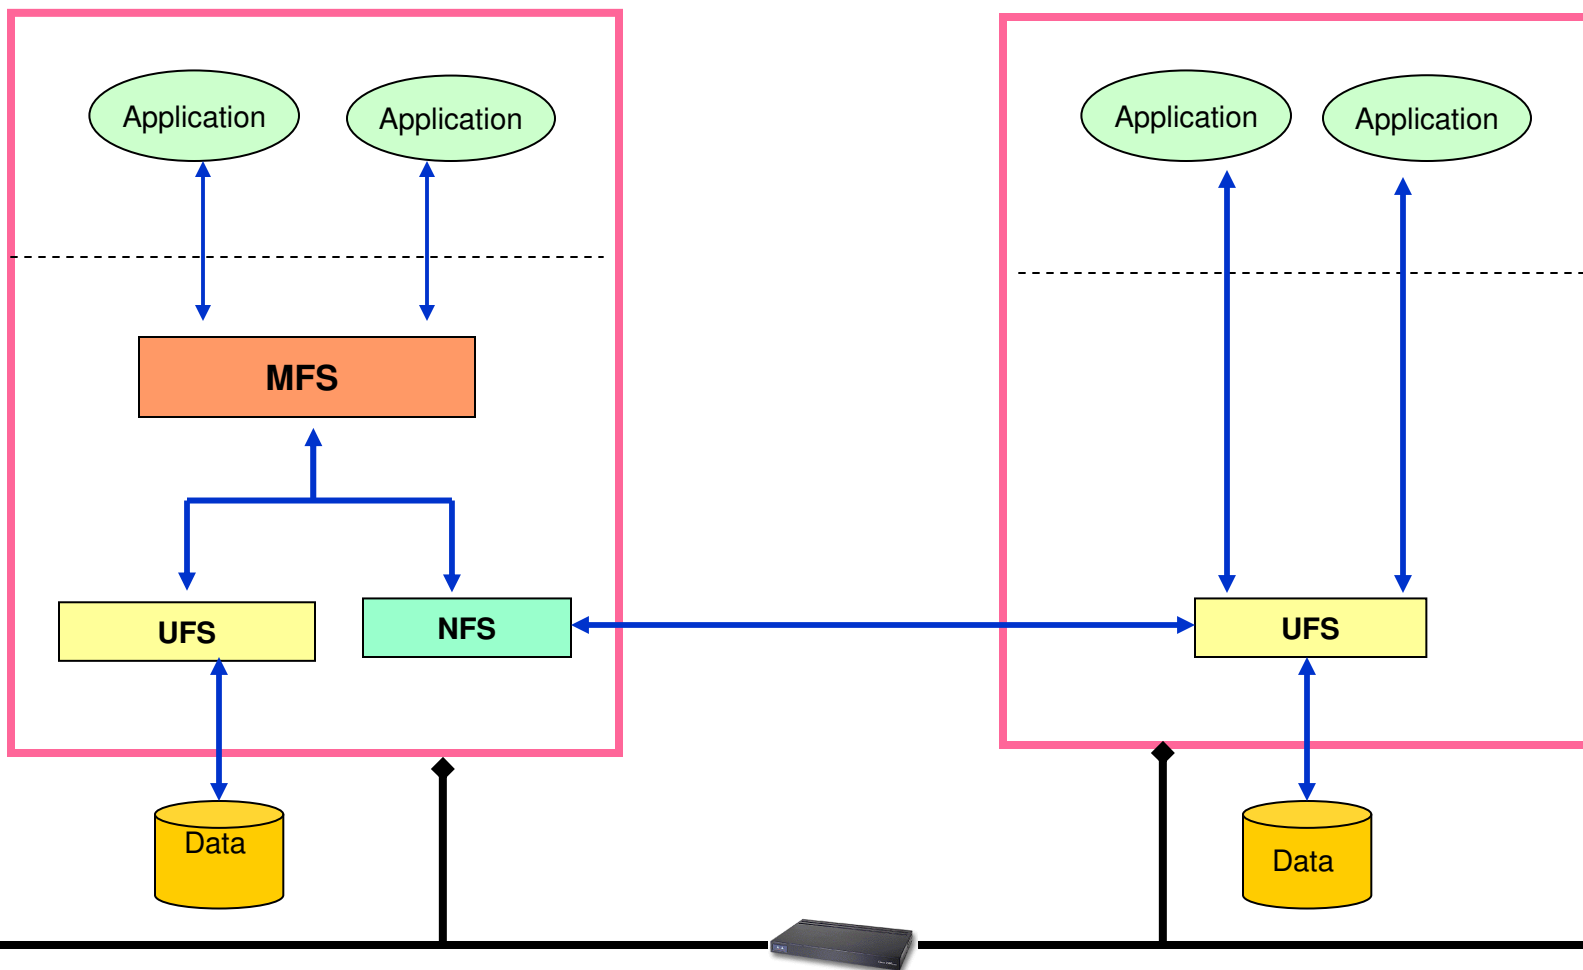 Application
Application
Application
Application
MFS
UFS
NFS
UFS
Data
Data